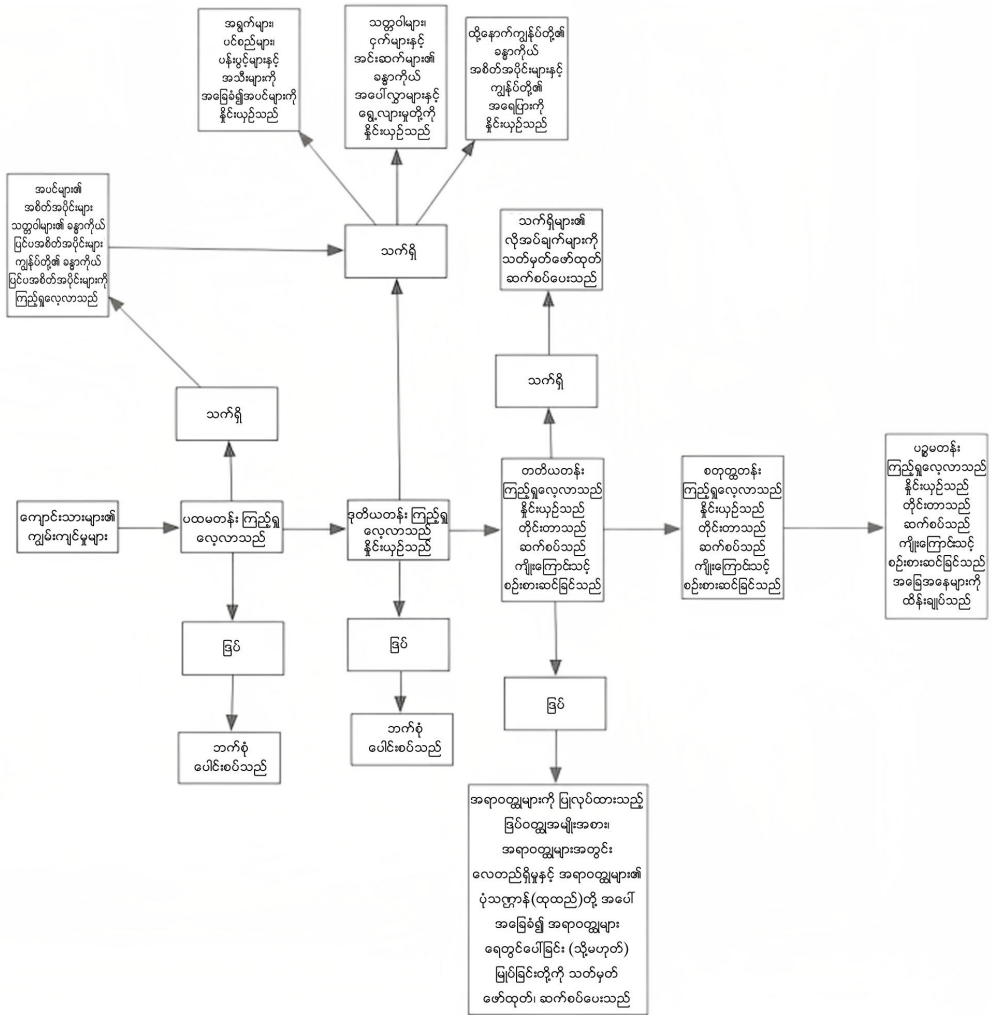 အရွက်များ၊
ပင်စည်များ၊
ပန်းပွင့်များနှင့်
အသီးများကို
အခြေခံ၍အပင်များကို
နှိုင်းယှဉ်သည်
သတ္တဝါများ၊
ငှက်များနှင့်
အင်းဆက်များ၏
ခန္ဓာကိုယ်
အပေါ်လွှာများနှင့်
ရွေ့လျားမှုတို့ကို
နှိုင်းယှဉ်သည်
ထို့နောက်ကျွန်ုပ်တို့၏
ခန္ဓာကိုယ်
အစိတ်အပိုင်းများနှင့်
ကျွန်ုပ်တို့၏
အရေပြားကို
နှိုင်းယှဉ်သည်
အပင်များ၏
အစိတ်အပိုင်းများ
သတ္တဝါများ၏ ခန္ဓာကိုယ်
ပြင်ပအစိတ်အပိုင်းများ
ကျွန်ုပ်တို့၏ ခန္ဓာကိုယ်
ပြင်ပအစိတ်အပိုင်းများကို
ကြည့်ရှုလေ့လာသည်
သက်ရှိ
သက်ရှိများ၏
လိုအပ်ချက်များကို
သတ်မှတ်ဖော်ထုတ်
ဆက်စပ်ပေးသည်
သက်ရှိ
သက်ရှိ
ကျောင်းသားများ၏
ကျွမ်းကျင်မှုများ
ပထမတန်း ကြည့်ရှု
လေ့လာသည်
ဒုတိယတန်း ကြည့်ရှု
လေ့လာသည်
နှိုင်းယှဉ်သည်
တတိယတန်း
ကြည့်ရှုလေ့လာသည်
နှိုင်းယှဉ်သည်
တိုင်းတာသည်
ဆက်စပ်သည်
ကျိုးကြောင်းသင့်
စဉ်းစားဆင်ခြင်သည်
စတုတ္ထတန်း
ကြည့်ရှုလေ့လာသည်
နှိုင်းယှဉ်သည်
တိုင်းတာသည်
ဆက်စပ်သည်
ကျိုးကြောင်းသင့်
စဉ်းစားဆင်ခြင်သည်
ပဉ္စမတန်း
ကြည့်ရှုလေ့လာသည်
နှိုင်းယှဉ်သည်
တိုင်းတာသည်
ဆက်စပ်သည်
ကျိုးကြောင်းသင့်
စဉ်းစားဆင်ခြင်သည်
အခြေအနေများကို
ထိန်းချုပ်သည်
ဒြပ်
ဒြပ်
ဒြပ်
ဘက်စုံ
ပေါင်းစပ်သည်
ဘက်စုံ
ပေါင်းစပ်သည်
အရာဝတ္ထုများကို ပြုလုပ်ထားသည့်
ဒြပ်ဝတ္ထုအမျိုးအစား၊
အရာဝတ္ထုများအတွင်း
လေတည်ရှိမှုနှင့် အရာဝတ္ထုများ၏
ပုံသဏ္ဌာန်(ထုထည်)တို့ အပေါ်
အခြေခံ၍ အရာဝတ္ထုများ
ရေတွင်ပေါ်ခြင်း (သို့မဟုတ်)
မြုပ်ခြင်းတို့ကို သတ်မှတ်
ဖော်ထုတ်၊ ဆက်စပ်ပေးသည်